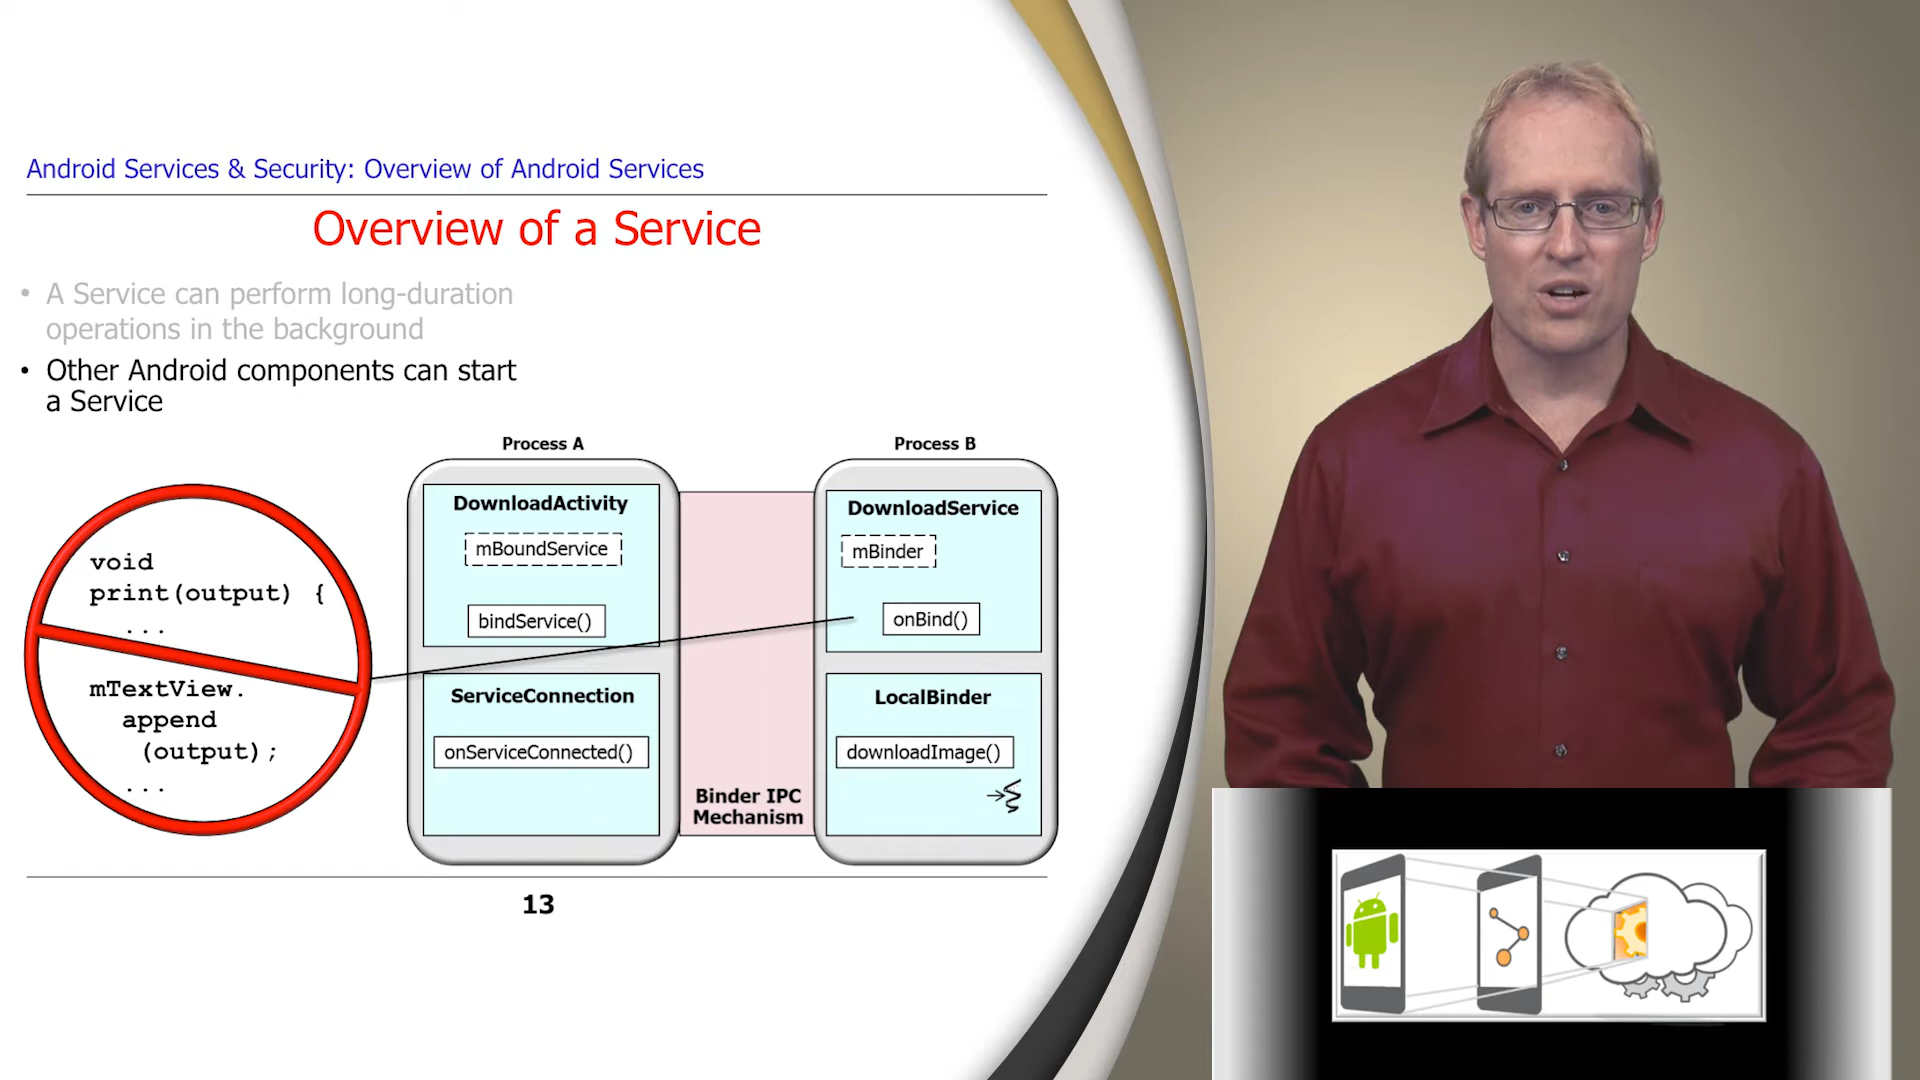 Android Services & Security: Overview of Android Services
Overview of a Service
• A Service can perform long-duration
operations in the background
• Other Android components can start
a Service
Process A
Process B
DownloadActivity
mBoundService
bindService()
ServiceConnection
onServiceConnected()
Binder IPC
Mechanism
DownloadService
mBinder
onBind()
LocalBinder
downloadImage()
void
print(output) {
...
mTextView.
append
(output);
...
13